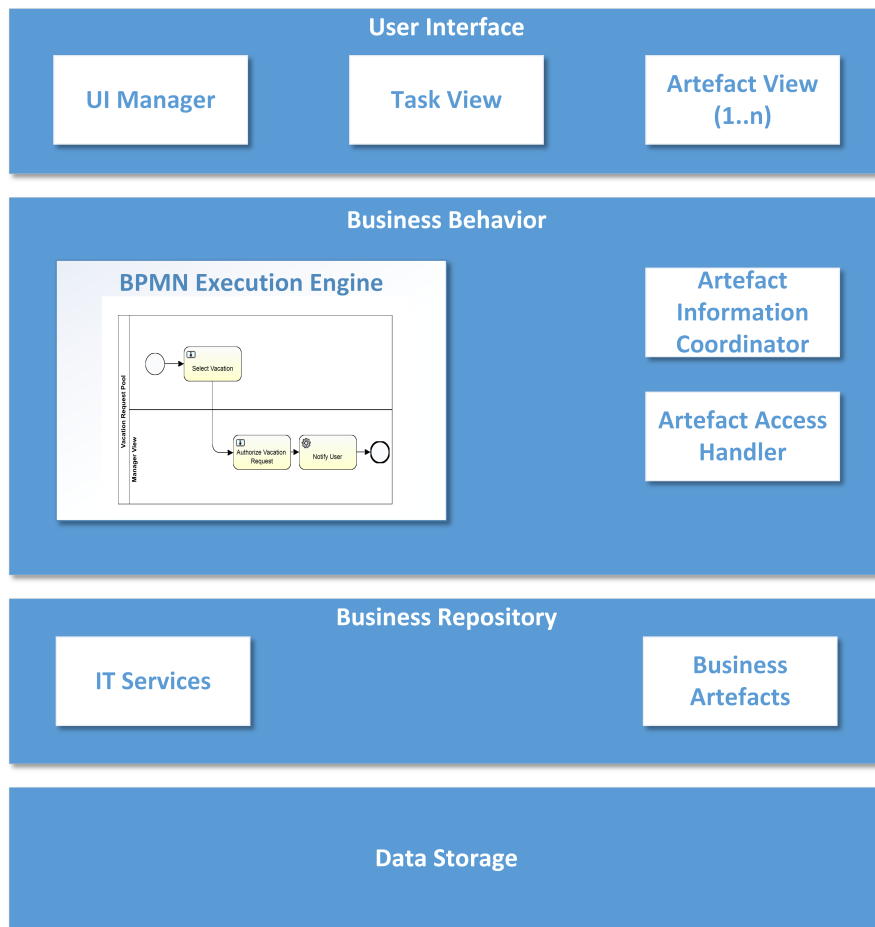 User Interface
UI Manager
Task View
Artefact View
(1..n)
Business Behavior
BPMN Execution Engine
Vacation Request Pool
Select Vacation
Manager View
Authorize Vacation
Request
Notify User
Artefact
Information
Coordinator
Artefact Access
Handler
Business Repository
IT Services
Business
Artefacts
Data Storage